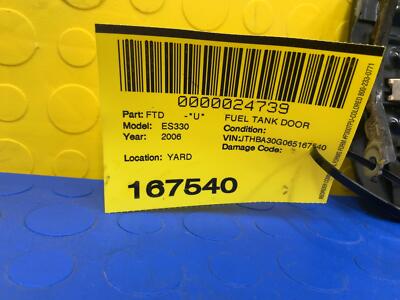 0000024739
Part: FTD -"U" FUEL TANK DOOR
Model: ES330 Condition:
Year: 2006 VIN:JTHBA30G065167540
Damage Code:
Location: YARD
167540